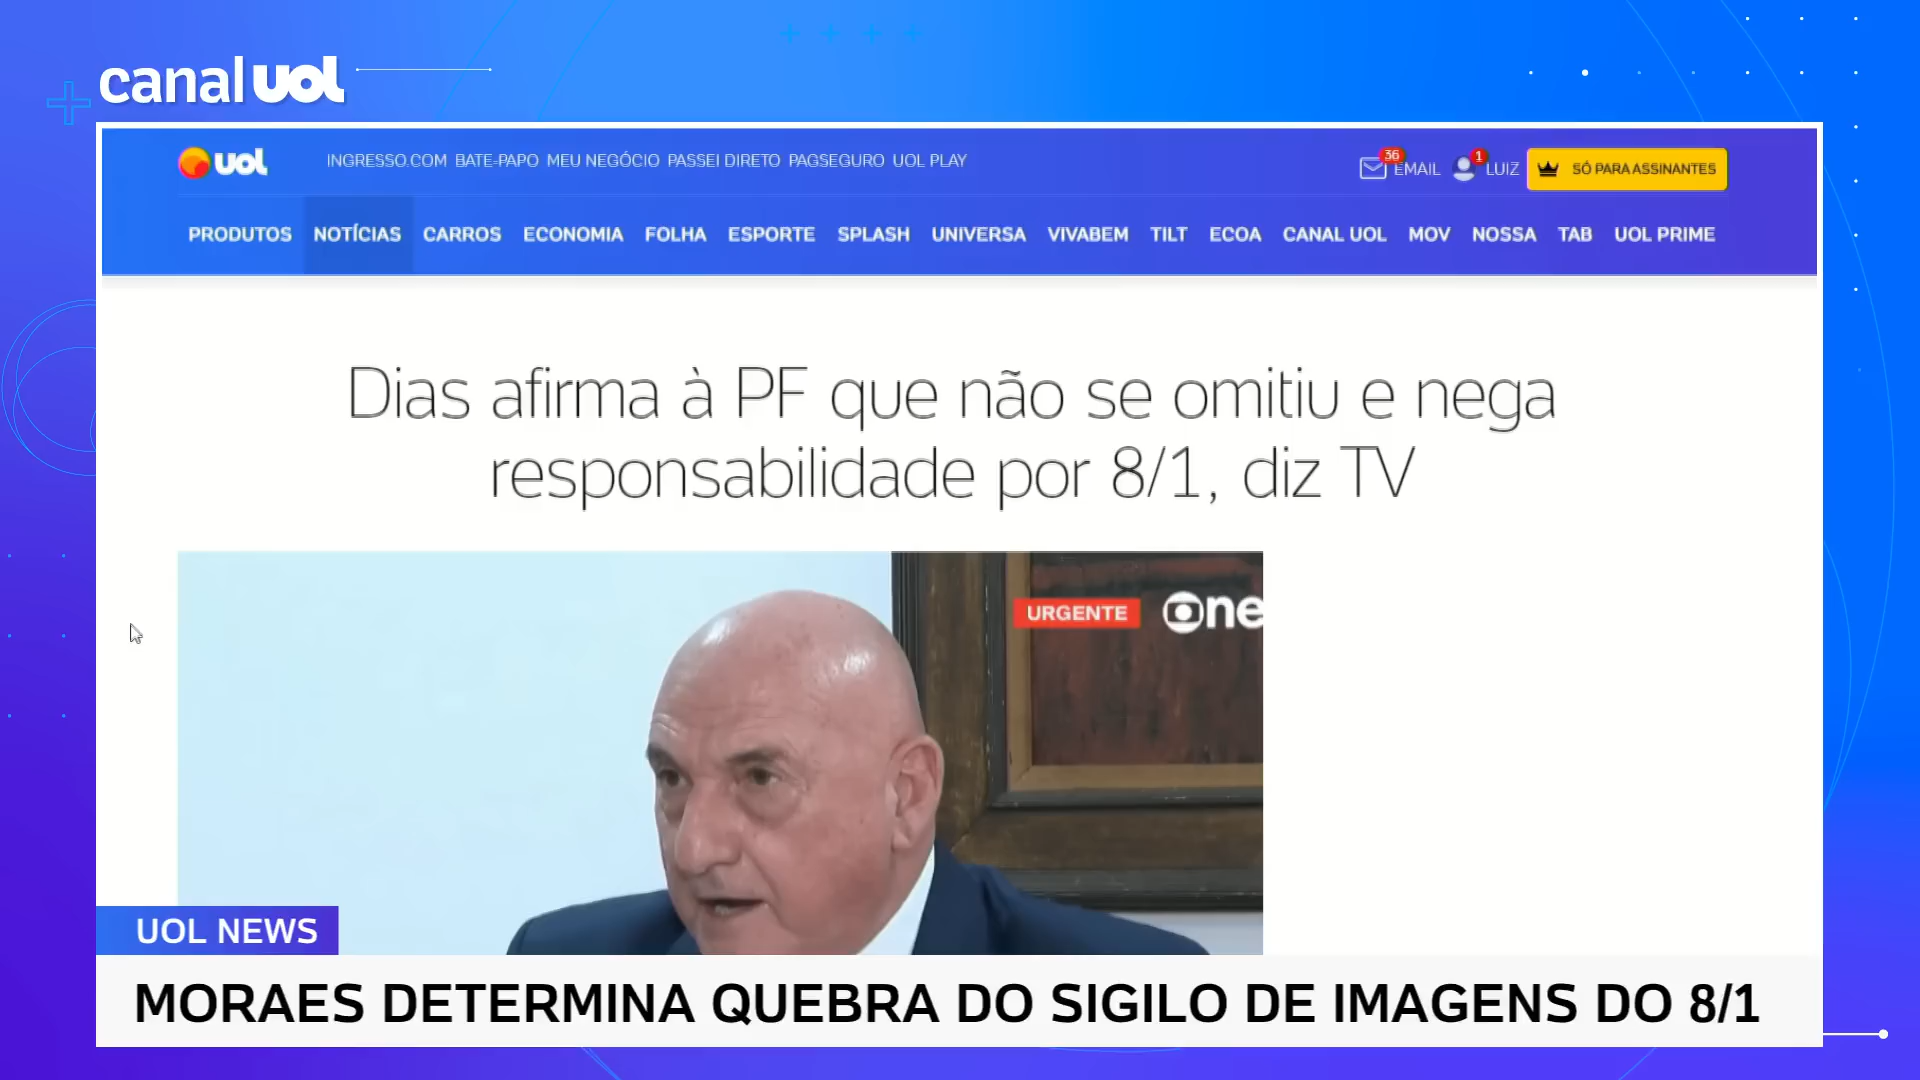 canal uol
uol INGRESSO.COM BATE-PAPO MEU NEGÓCIO PASSEI DIRETO PAGSEGURO UOL PLAY 36 EMAIL 1 LUIZ SÓ PARA ASSINANTES
PRODUTOS NOTÍCIAS CARROS ECONOMIA FOLHA ESPORTE SPLASH UNIVERSA VIVABEM TILT ECOA CANAL UOL MOV NOSSA TAB UOL PRIME
Dias afirma à PF que não se omitiu e nega
responsabilidade por 8/1, diz TV
URGENTE ne
UOL NEWS
MORAES DETERMINA QUEBRA DO SIGILO DE IMAGENS DO 8/1